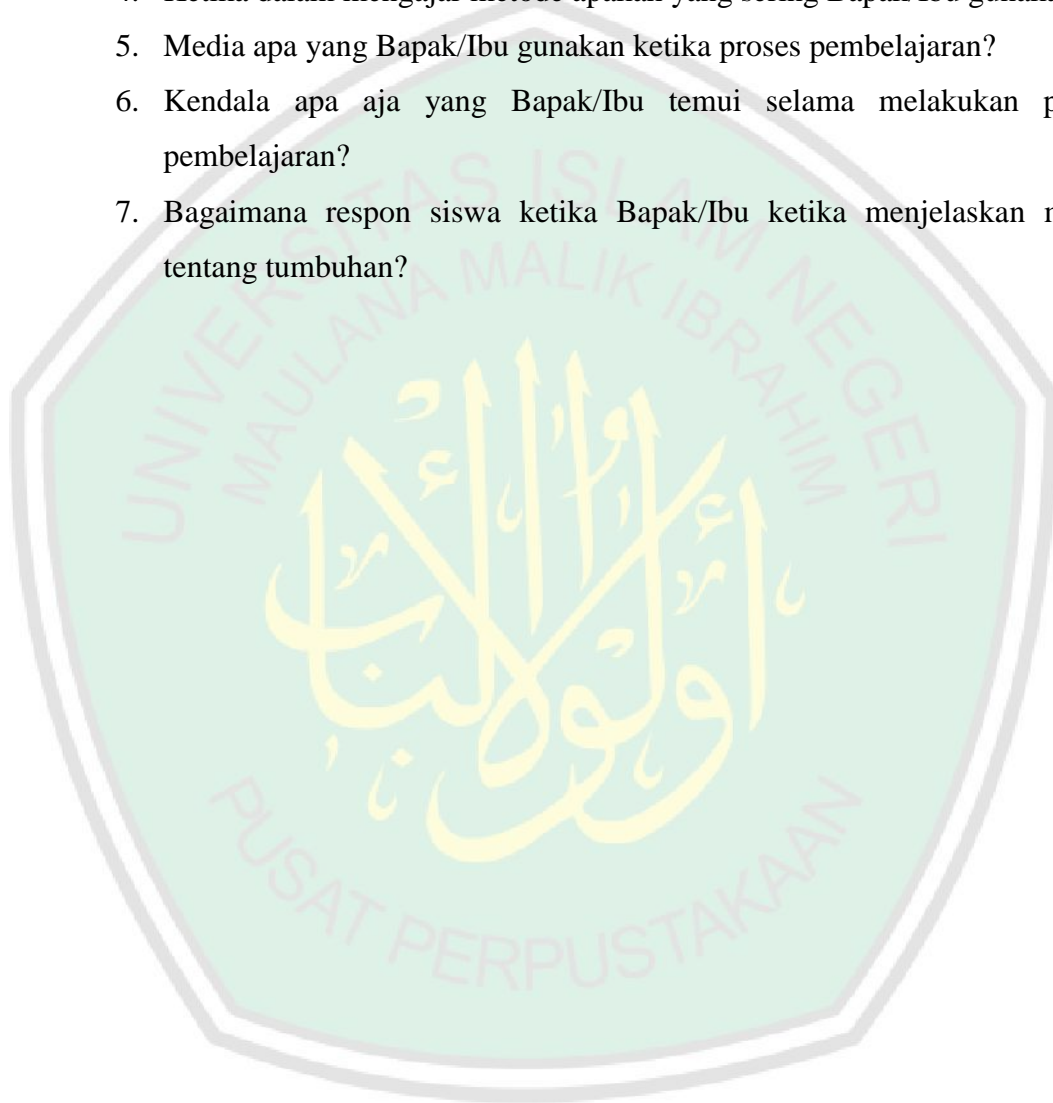 5. Media apa yang Bapak/Ibu gunakan ketika proses pembelajaran?
6. Kendala apa aja yang Bapak/Ibu temui selama melakukan
pembelajaran?
7. Bagaimana respon siswa ketika Bapak/Ibu ketika menjelaskan
tentang tumbuhan?
UNIVERSITAS ISLAM NEGERI
MAULANA MALIK IBRAHIM
أولوا الألباب
PUSAT PERPUSTAKAAN